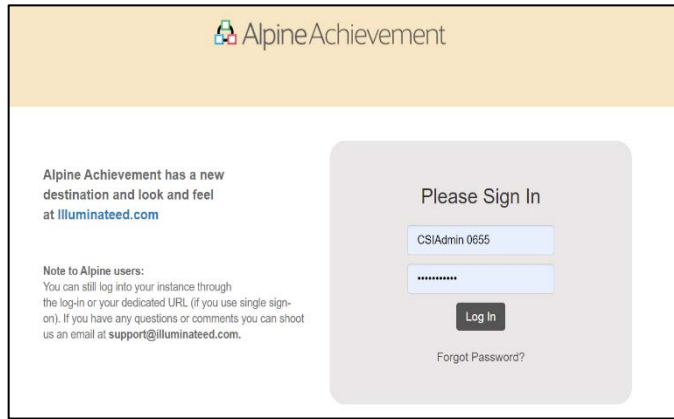 AlpineAchievement
Alpine Achievement has a new
destination and look and feel
at Illuminateed.com
Note to Alpine users:
You can still log into your instance through
the log-in or your dedicated URL (if you use single sign-
on). If you have any questions or comments you can shoot
us an email at support@illuminateed.com.
Please Sign In
CSIAdmin 0655
•••••••••••
Log In
Forgot Password?